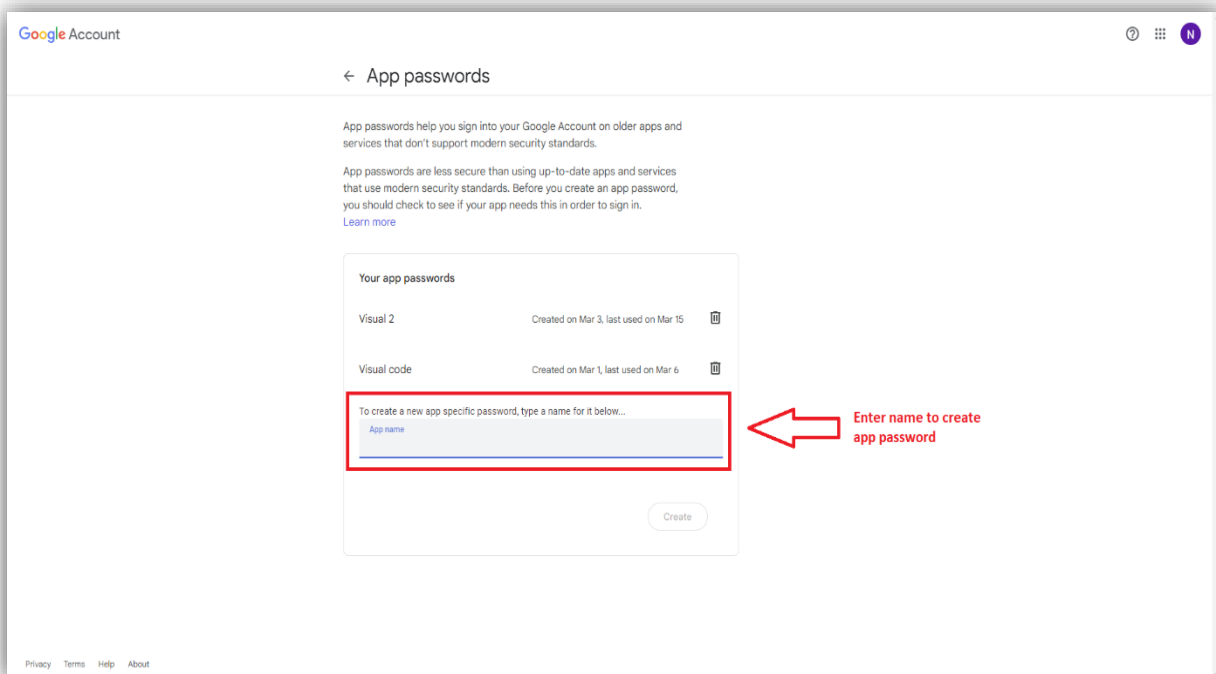 Google Account
N
App passwords
App passwords help you sign into your Google Account on older apps and
services that don't support modern security standards.
App passwords are less secure than using up-to-date apps and services
that use modern security standards. Before you create an app password,
you should check to see if your app needs this in order to sign in.
Learn more
Your app passwords
Visual 2 Created on Mar 3, last used on Mar 15
Visual code Created on Mar 1, last used on Mar 6
To create a new app specific password, type a name for it below...
App name
Enter name to create
app password
Create
Privacy Terms Help About